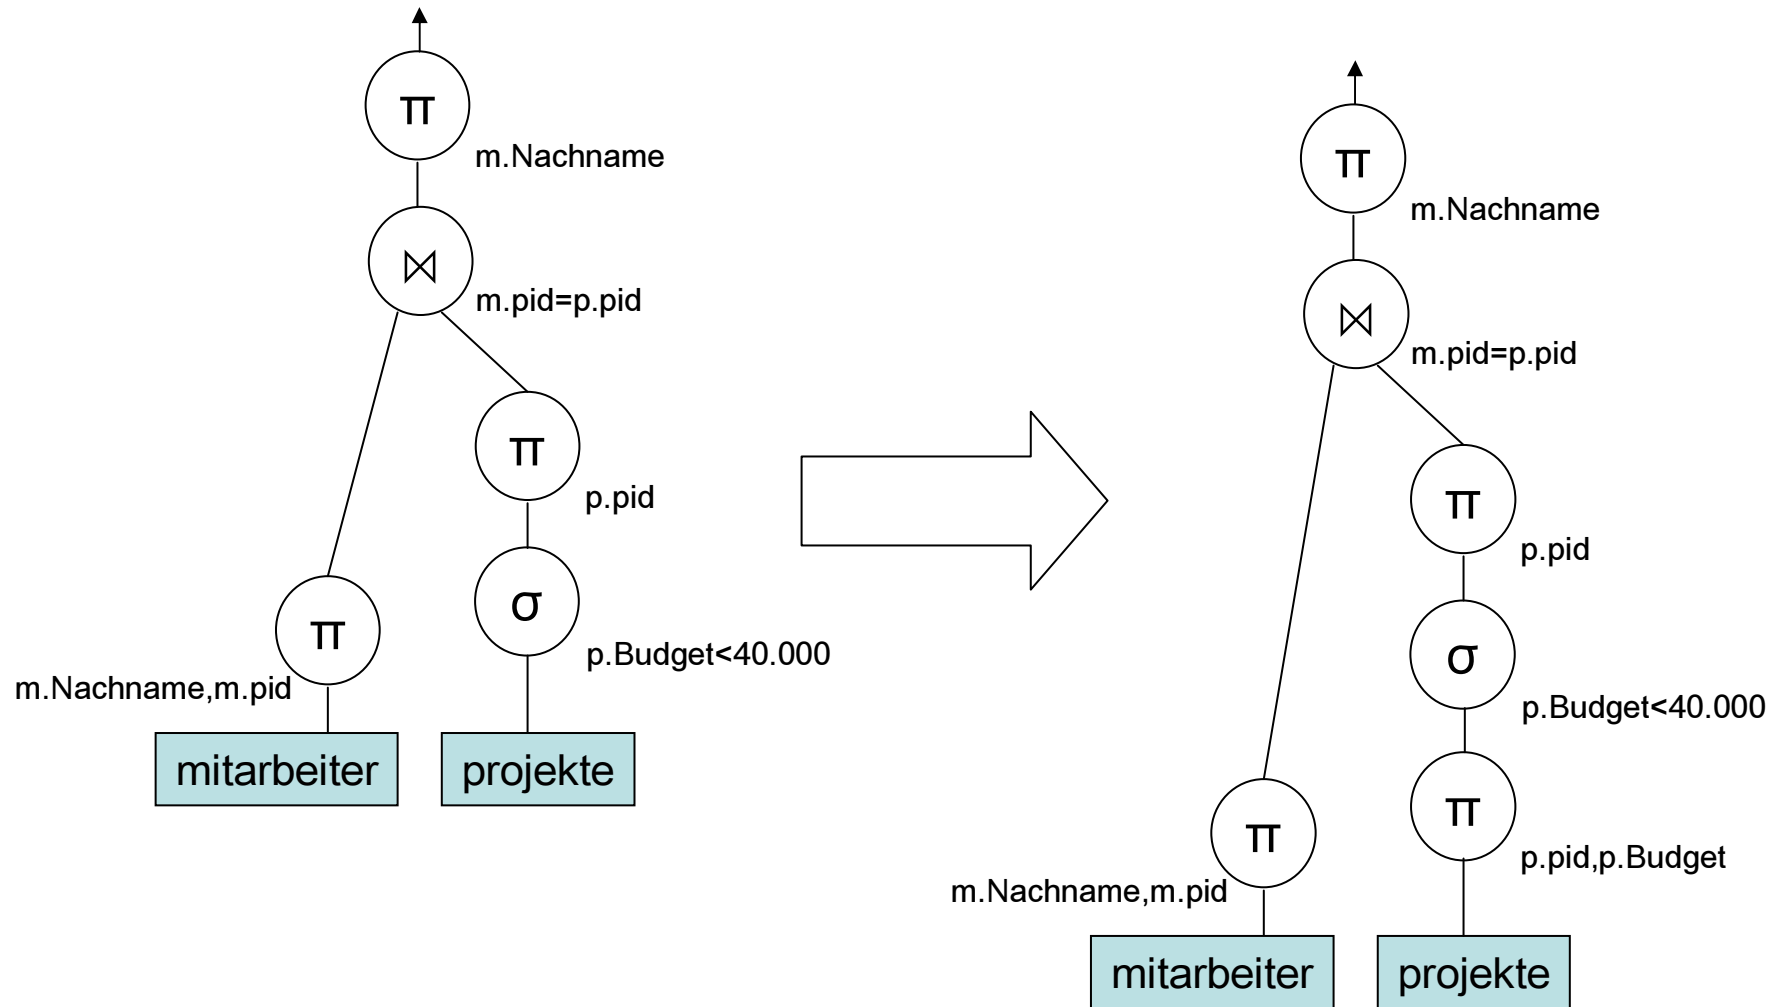 π
m.Nachname
⋈
m.pid=p.pid
π
p.pid
σ
p.Budget<40.000
π
m.Nachname,m.pid
mitarbeiter
projekte
π
m.Nachname
⋈
m.pid=p.pid
π
p.pid
σ
p.Budget<40.000
π
p.pid,p.Budget
π
m.Nachname,m.pid
mitarbeiter
projekte